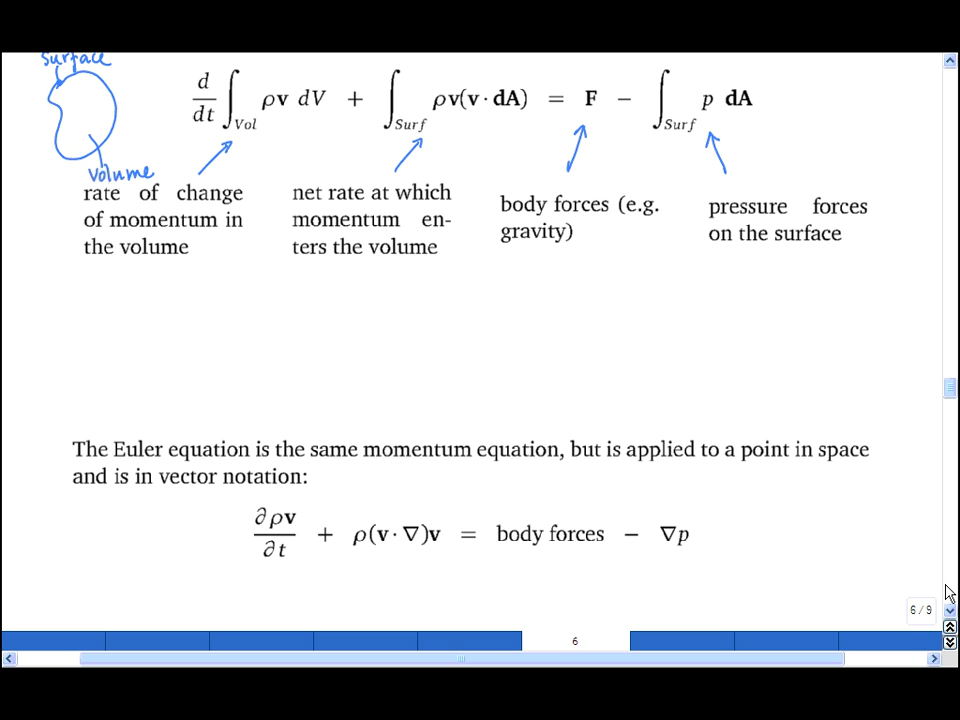 surface
d/dt ∫_Vol ρv dV + ∫_Surf ρv(v · dA) = F − ∫_Surf p dA
volume
rate of change
of momentum in
the volume
net rate at which
momentum en-
ters the volume
body forces (e.g.
gravity)
pressure forces
on the surface
The Euler equation is the same momentum equation, but is applied to a point in space
and is in vector notation:
∂ρv/∂t + ρ(v · ∇)v = body forces − ∇p
6 / 9
6